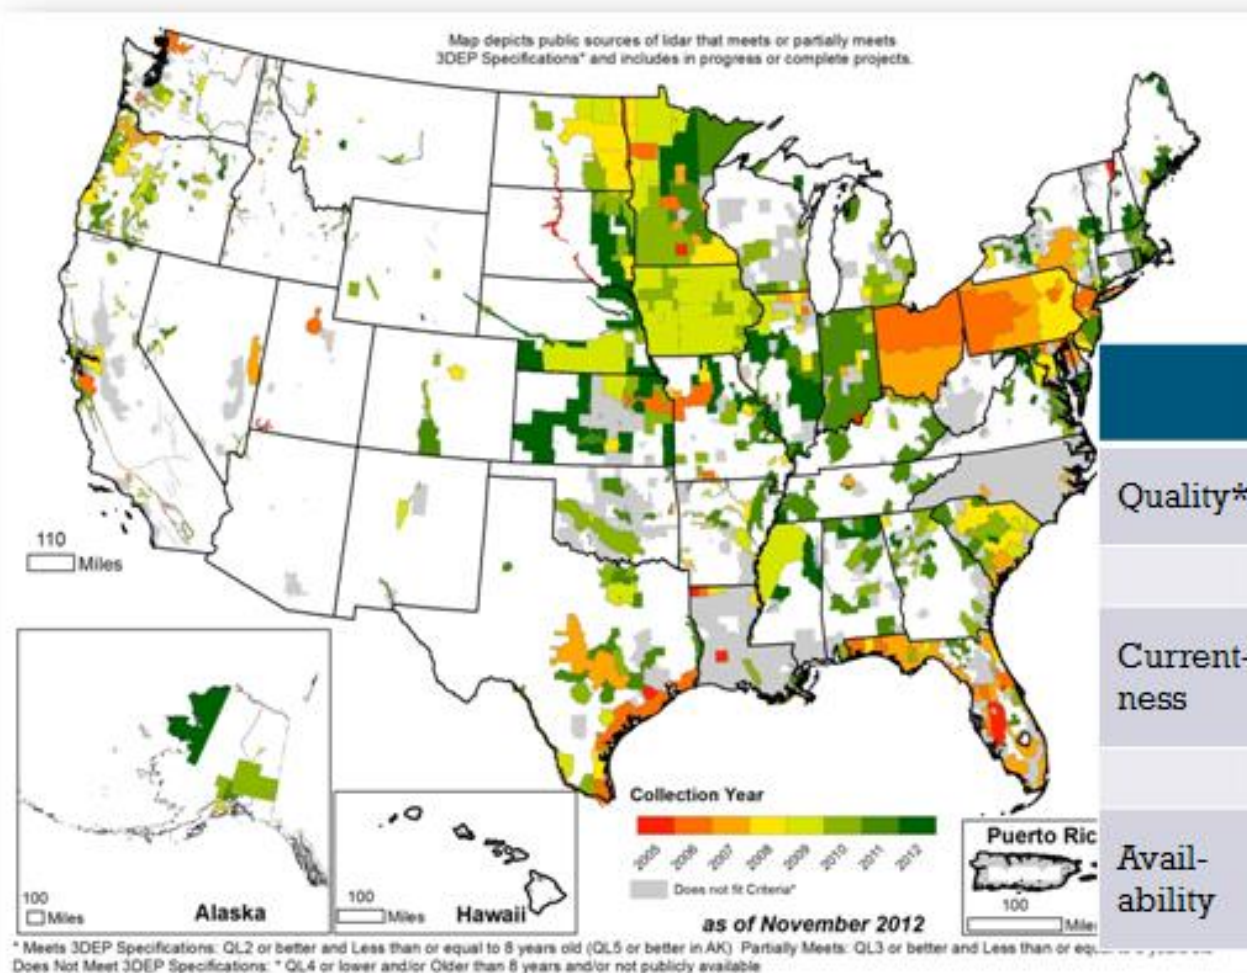 Map depicts public sources of lidar that meets or partially meets
3DEP Specifications* and includes in progress or complete projects.
Quality*
Current-
ness
Avail-
ability
110
Miles
Collection Year
2005 2006 2007 2008 2009 2010 2011 2012
Does not fit Criteria*
as of November 2012
100
Miles
Alaska
100
Miles
Hawaii
Puerto Ric
100
Miles
* Meets 3DEP Specifications: QL2 or better and Less than or equal to 8 years old (QL5 or better in AK) Partially Meets: QL3 or better and Less than or
Does Not Meet 3DEP Specifications: * QL4 or lower and/or Older than 8 years and/or not publicly available